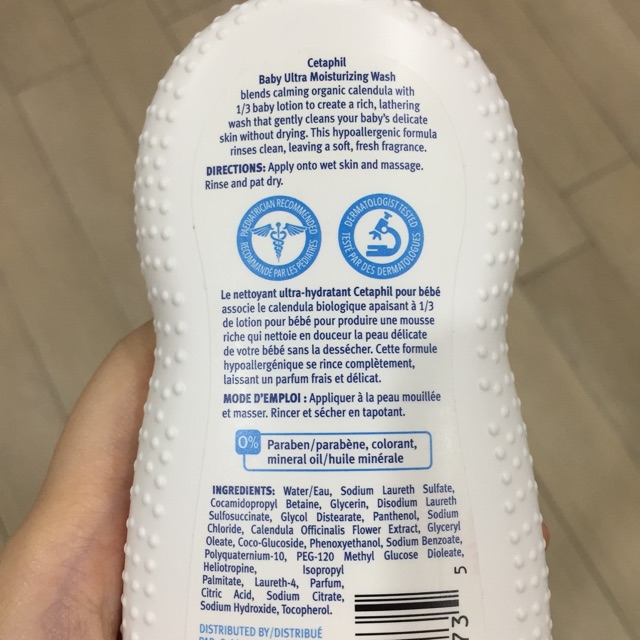 Cetaphil
Baby Ultra Moisturizing Wash
blends calming organic calendula with
1/3 baby lotion to create a rich, lathering
wash that gently cleans your baby's delicate
skin without drying. This hypoallergenic formula
rinses clean, leaving a soft, fresh fragrance.
DIRECTIONS: Apply onto wet skin and massage.
Rinse and pat dry.
PAEDIATRICIAN RECOMMENDED
RECOMMANDÉ PAR LES PÉDIATRES
DERMATOLOGIST TESTED
TESTÉ PAR DES DERMATOLOGUES
Le nettoyant ultra-hydratant Cetaphil pour bébé
associe le calendula biologique apaisant à 1/3
de lotion pour bébé pour produire une mousse
riche qui nettoie en douceur la peau délicate
de votre bébé sans la dessécher. Cette formule
hypoallergénique se rince complètement,
laissant un parfum frais et délicat.
MODE D'EMPLOI : Appliquer à la peau mouillée
et masser. Rincer et sécher en tapotant.
0% Paraben/parabène, colorant,
mineral oil/huile minérale
INGREDIENTS: Water/Eau, Sodium Laureth Sulfate,
Cocamidopropyl Betaine, Glycerin, Disodium Laureth
Sulfosuccinate, Glycol Distearate, Panthenol, Sodium
Chloride, Calendula Officinalis Flower Extract, Glyceryl
Oleate, Coco-Glucoside, Phenoxyethanol, Sodium Benzoate,
Polyquaternium-10, PEG-120 Methyl Glucose Dioleate,
Heliotropine, Isopropyl
Palmitate, Laureth-4, Parfum,
Citric Acid, Sodium Citrate,
Sodium Hydroxide, Tocopherol.
DISTRIBUTED BY/DISTRIBUÉ
73 5